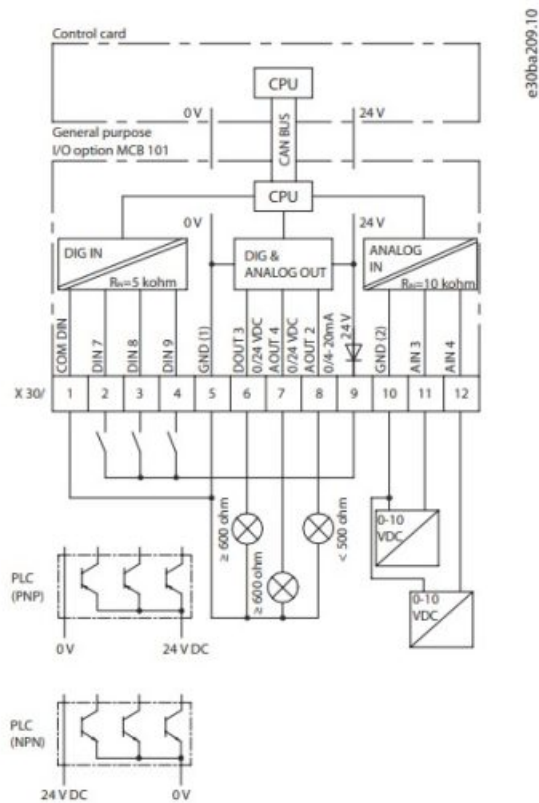 e30ba209.10
Control card
CPU
0 V
24 V
CAN BUS
General purpose
I/O option MCB 101
CPU
0 V
24 V
DIG IN
RIN=5 kohm
DIG &
ANALOG OUT
ANALOG
IN
RIN=10 kohm
COM DIN
DIN 7
DIN 8
DIN 9
GND (1)
DOUT 3
0/24 VDC
AOUT 4
0/24 VDC
AOUT 2
0/4- 20mA
24 V
GND (2)
AIN 3
AIN 4
X 30/
1
2
3
4
5
6
7
8
9
10
11
12
≥ 600 ohm
≥ 600 ohm
< 500 ohm
0-10
VDC
0-10
VDC
PLC
(PNP)
0 V
24 V DC
PLC
(NPN)
24 V DC
0 V